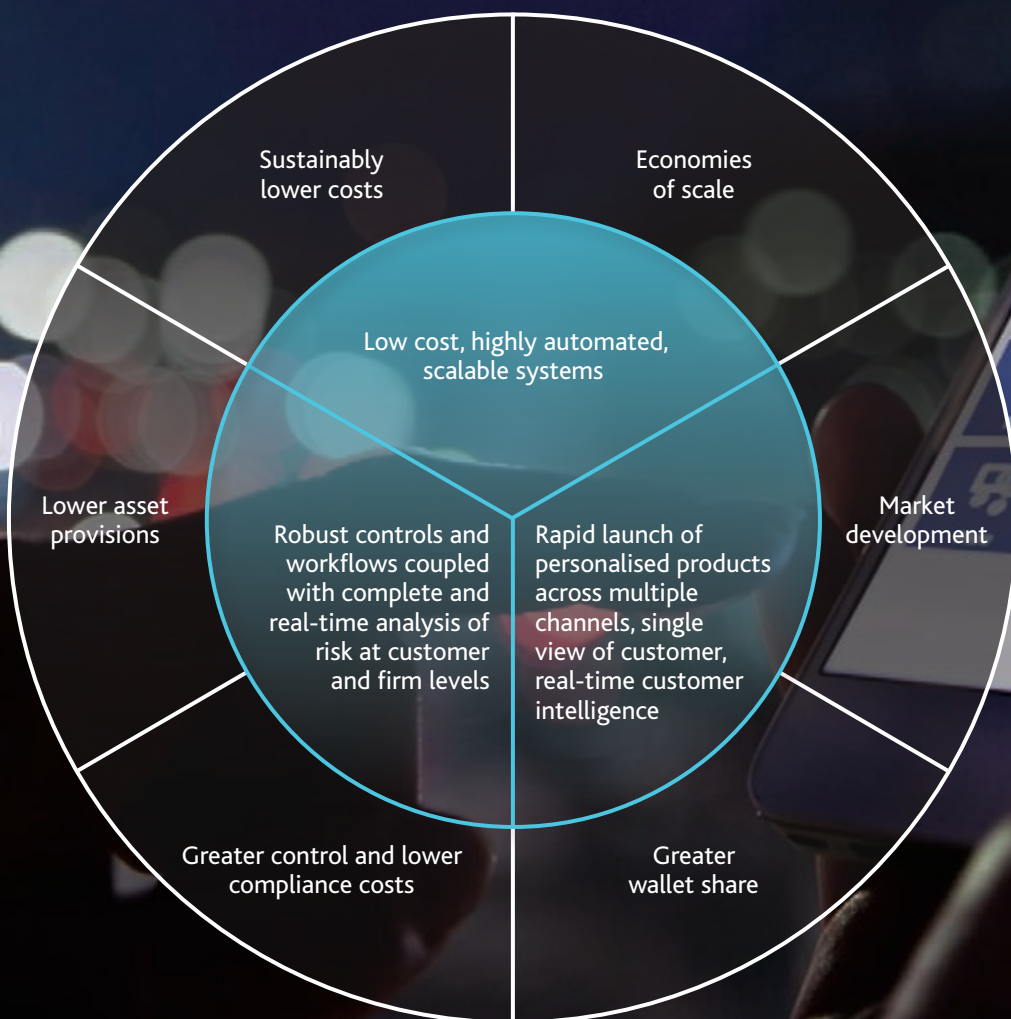 Sustainably
lower costs
Economies
of scale
Low cost, highly automated,
scalable systems
Lower asset
provisions
Robust controls and
workflows coupled
with complete and
real-time analysis of
risk at customer
and firm levels
Rapid launch of
personalised products
across multiple
channels, single
view of customer,
real-time customer
intelligence
Market
development
Greater control and lower
compliance costs
Greater
wallet share